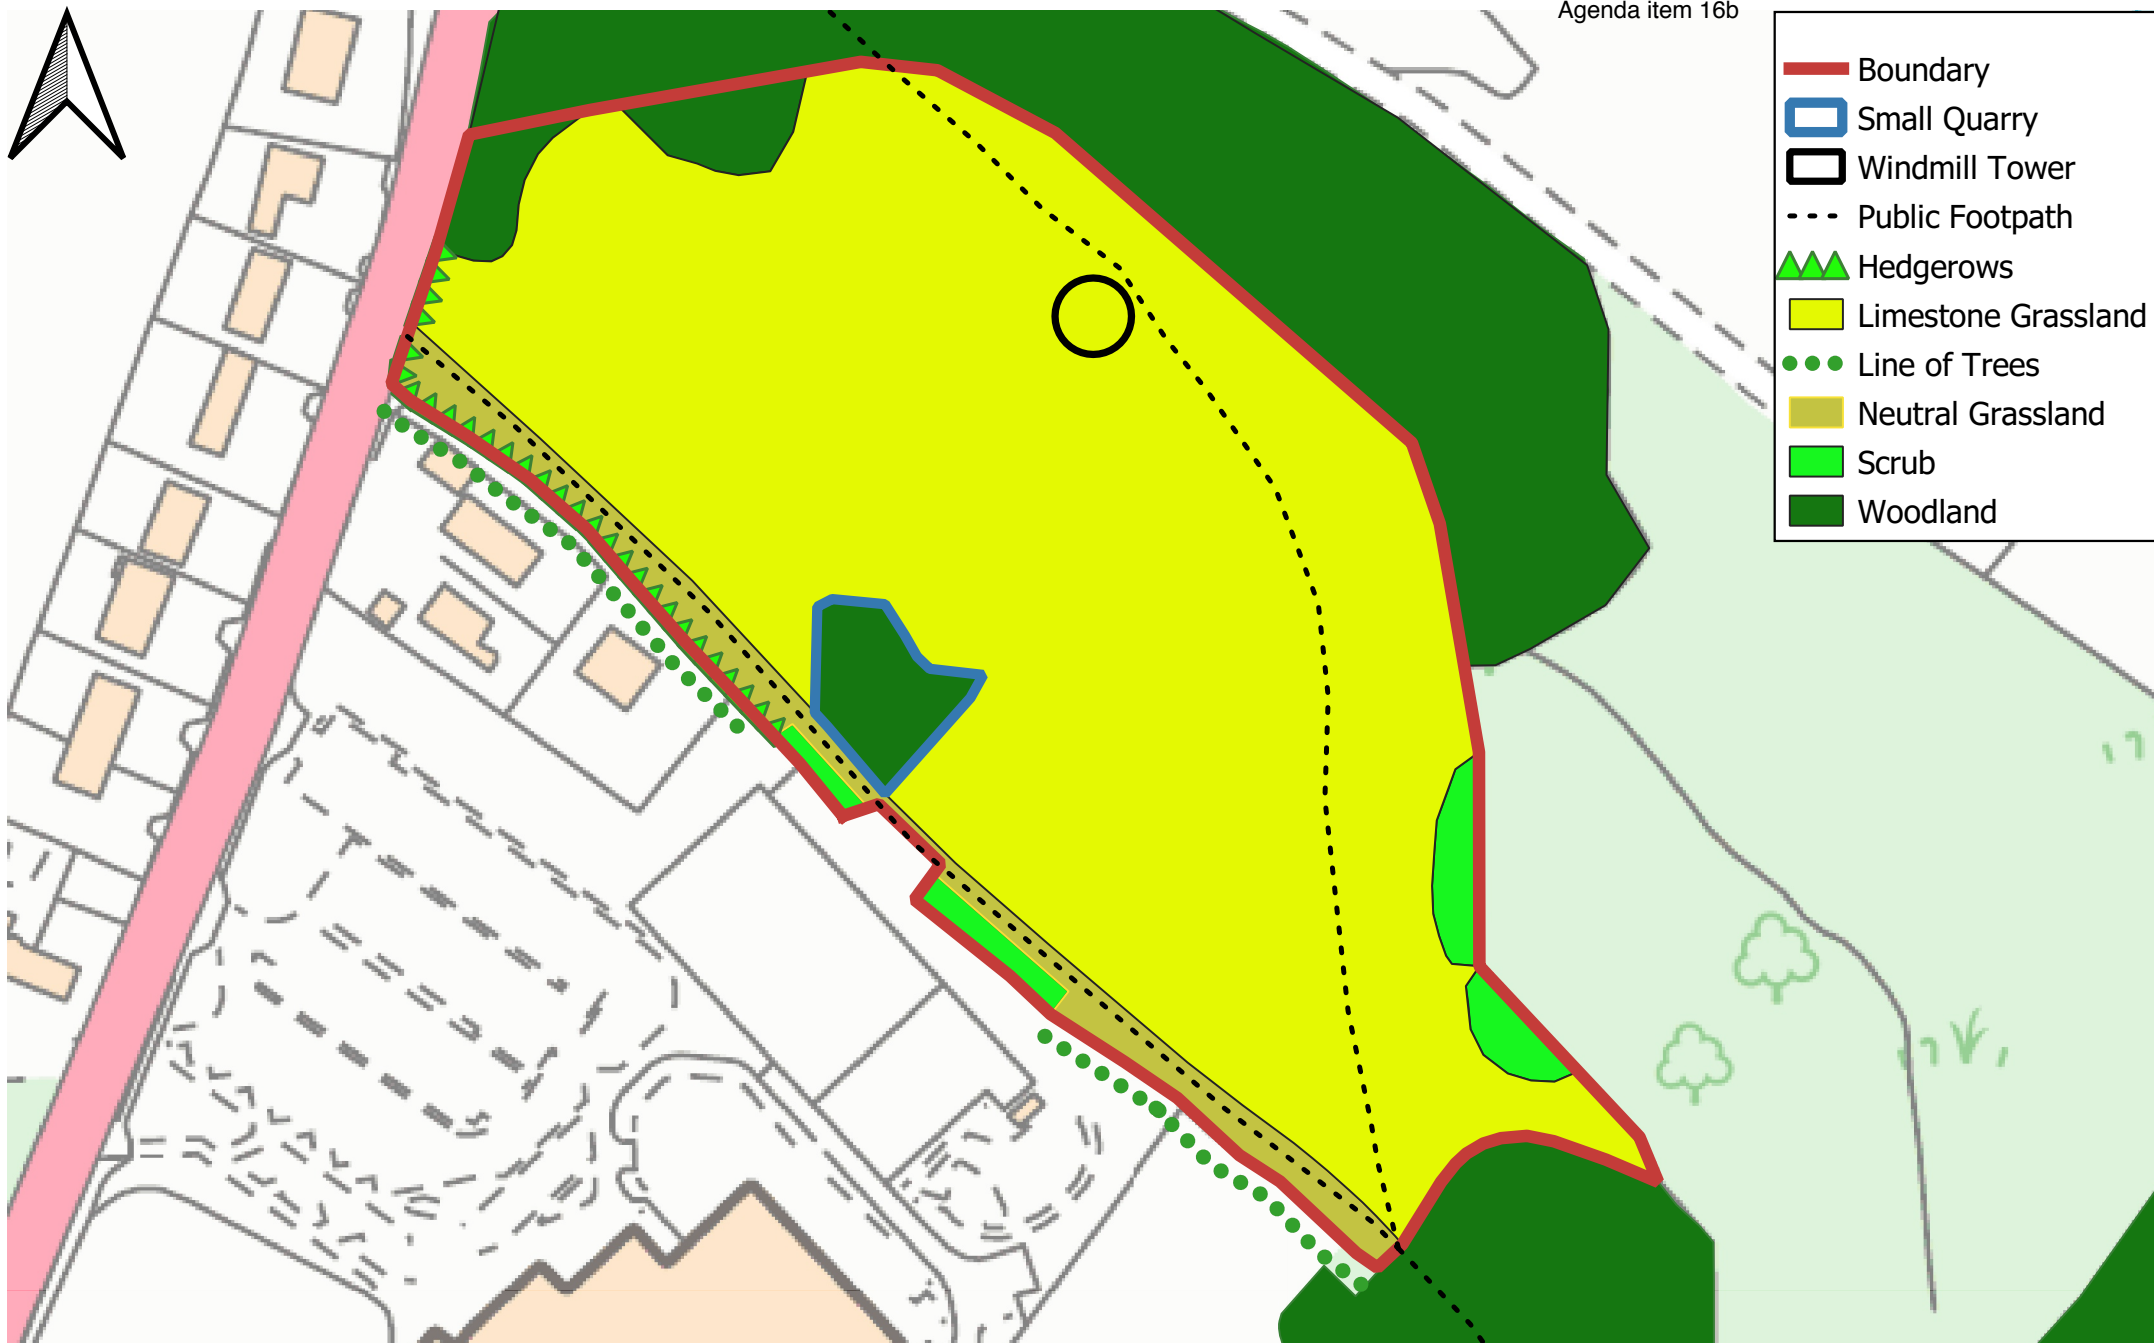 Agenda item 16b
Boundary
Small Quarry
Windmill Tower
Public Footpath
Hedgerows
Limestone Grassland
Line of Trees
Neutral Grassland
Scrub
Woodland